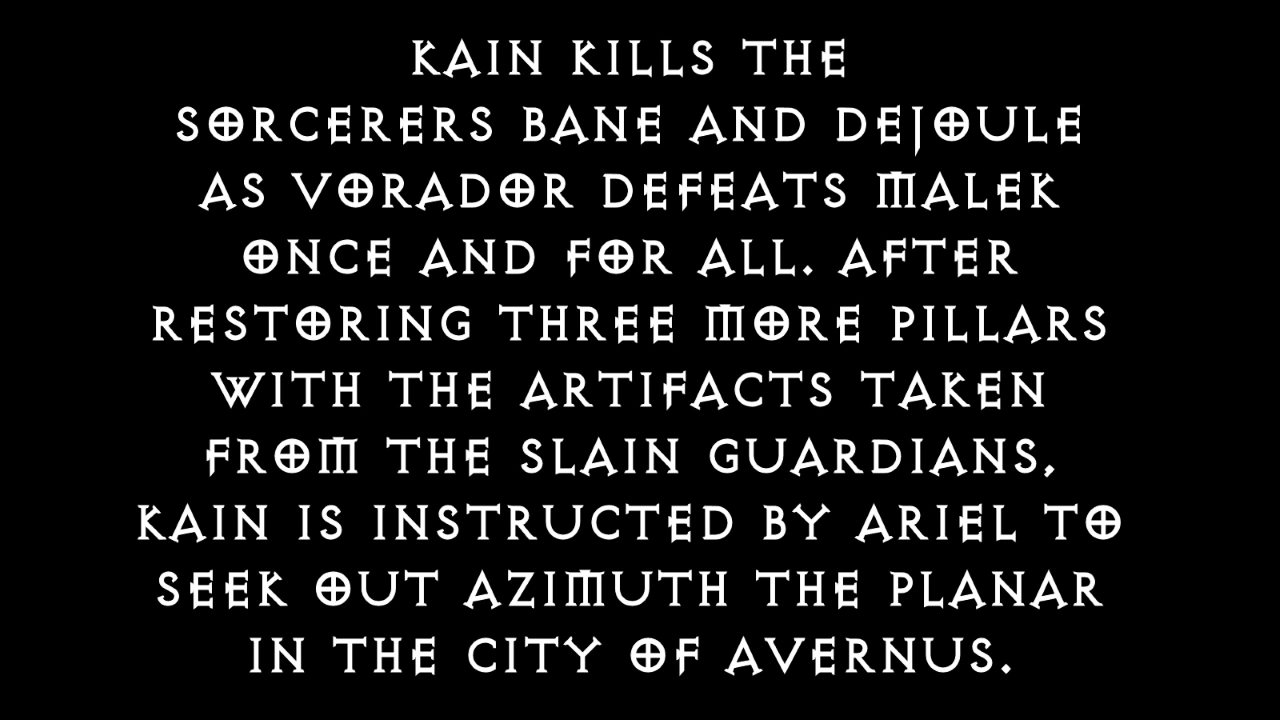 KAIN KILLS THE
SORCERERS BANE AND DEJOULE
AS VORADOR DEFEATS MALEK
ONCE AND FOR ALL. AFTER
RESTORING THREE MORE PILLARS
WITH THE ARTIFACTS TAKEN
FROM THE SLAIN GUARDIANS,
KAIN IS INSTRUCTED BY ARIEL TO
SEEK OUT AZIMUTH THE PLANAR
IN THE CITY OF AVERNUS.